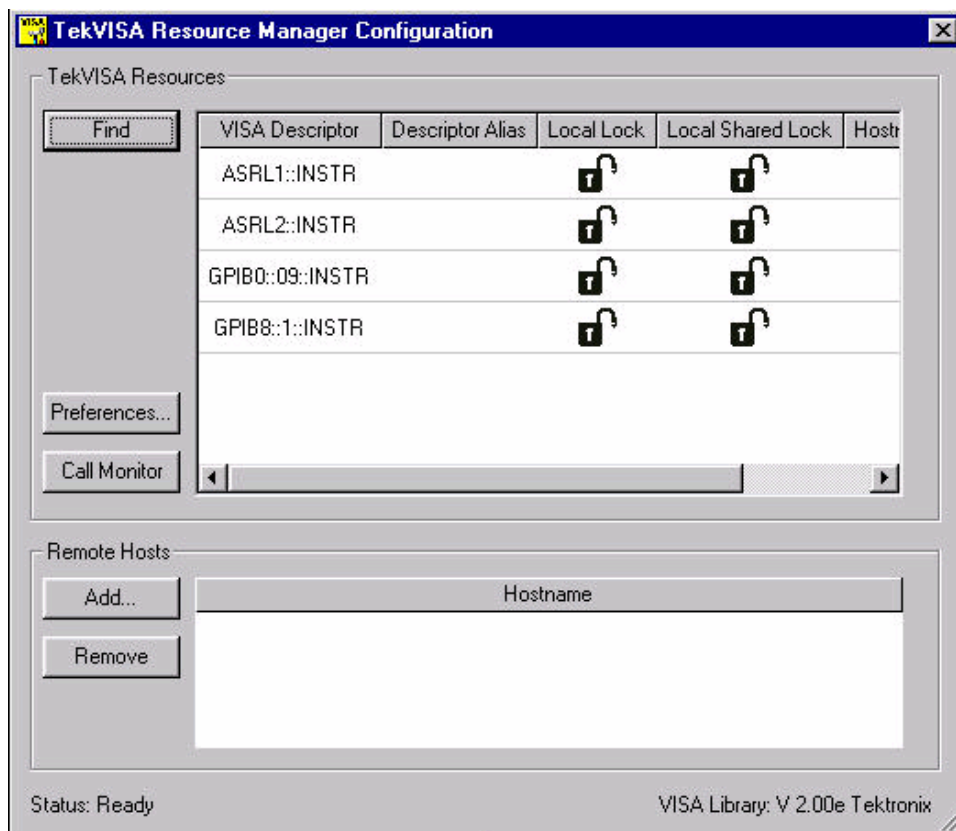 VISA
TekVISA Resource Manager Configuration
TekVISA Resources
Find
VISA Descriptor Descriptor Alias Local Lock Local Shared Lock Hostr
ASRL1::INSTR
ASRL2::INSTR
GPIB0::09::INSTR
GPIB8::1::INSTR
Preferences...
Call Monitor
Remote Hosts
Add...
Hostname
Remove
Status: Ready
VISA Library: V 2.00e Tektronix